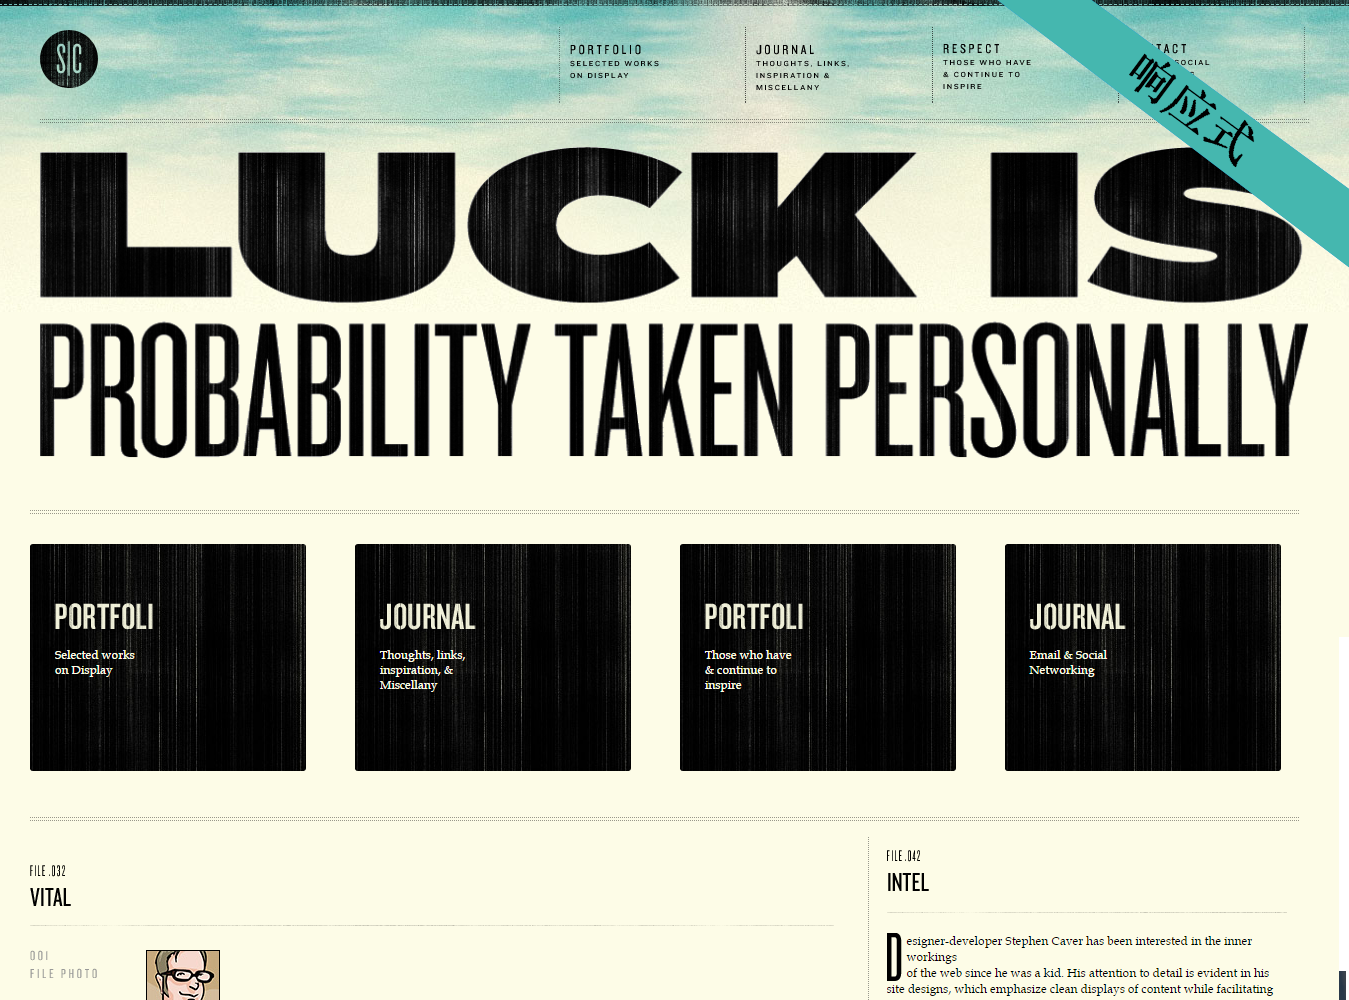 S|C
PORTFOLIO
SELECTED WORKS
ON DISPLAY
JOURNAL
THOUGHTS, LINKS,
INSPIRATION &
MISCELLANY
RESPECT
THOSE WHO HAVE
& CONTINUE TO
INSPIRE
TACT
SOCIAL
响应式
LUCK IS
PROBABILITY TAKEN PERSONALLY
PORTFOLI
Selected works
on Display
JOURNAL
Thoughts, links,
inspiration, &
Miscellany
PORTFOLI
Those who have
& continue to
inspire
JOURNAL
Email & Social
Networking
FILE.032
VITAL
001
FILE PHOTO
FILE.042
INTEL
Designer-developer Stephen Caver has been interested in the inner
workings
of the web since he was a kid. His attention to detail is evident in his
site designs, which emphasize clean displays of content while facilitating